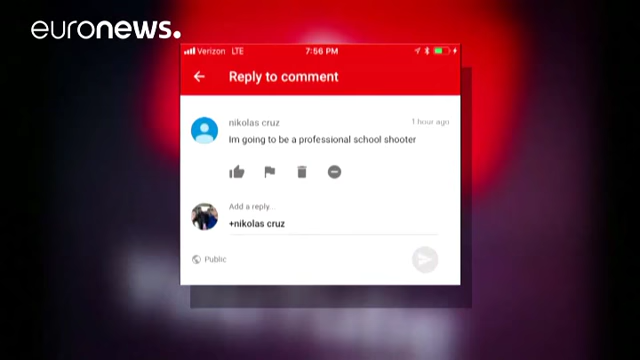 euronews.
Verizon LTE 7:56 PM
Reply to comment
nikolas cruz 1 hour ago
Im going to be a professional school shooter
Add a reply...
+nikolas cruz
Public